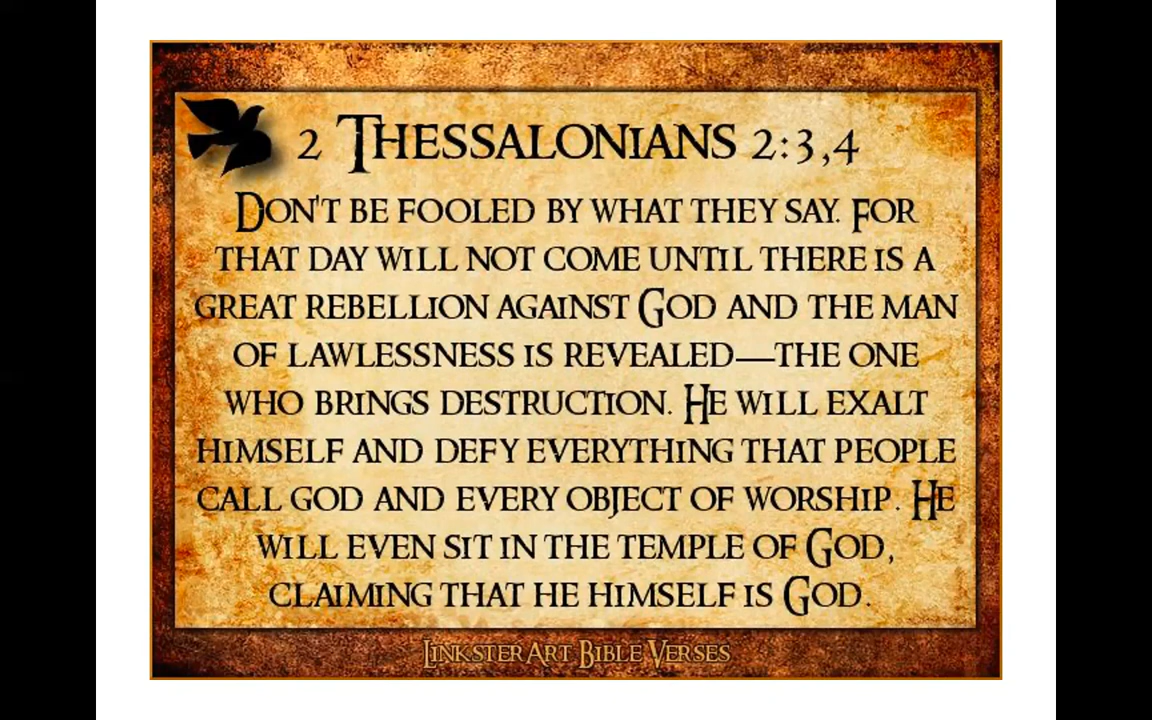 2 Thessalonians 2:3,4
Don't be fooled by what they say. For
that day will not come until there is a
great rebellion against God and the man
of lawlessness is revealed—the one
who brings destruction. He will exalt
himself and defy everything that people
call god and every object of worship. He
will even sit in the temple of God,
claiming that he himself is God.
LinksterArt Bible Verses